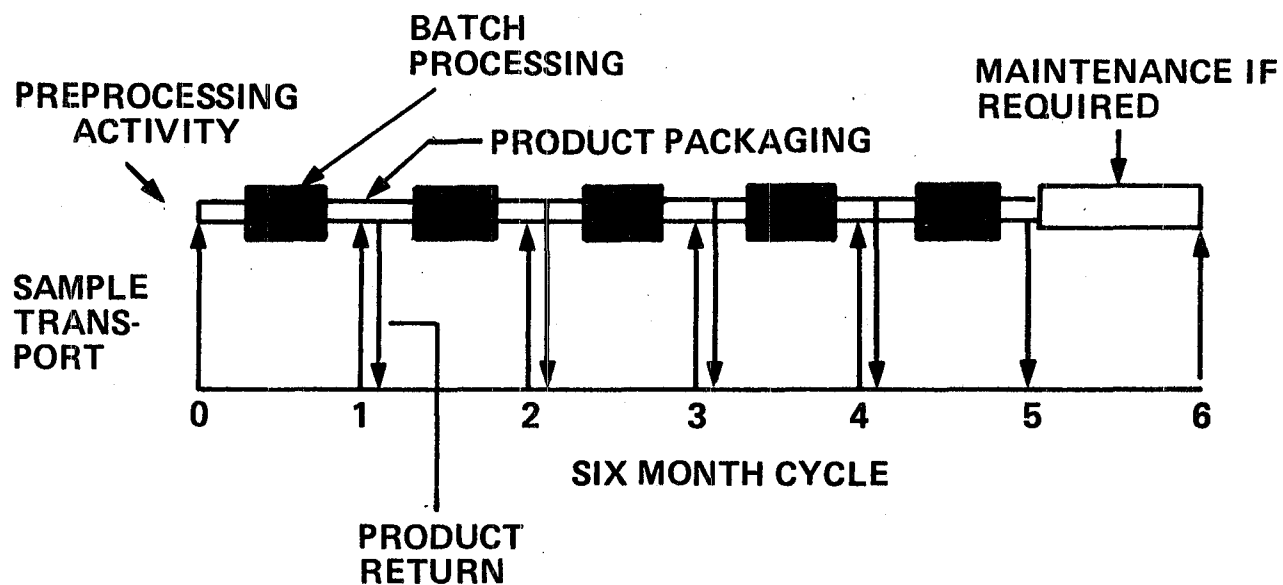 BATCH
PROCESSING
MAINTENANCE IF
REQUIRED
PREPROCESSING
ACTIVITY
PRODUCT PACKAGING
SAMPLE
TRANS-
PORT
0 1 2 3 4 5 6
SIX MONTH CYCLE
PRODUCT
RETURN